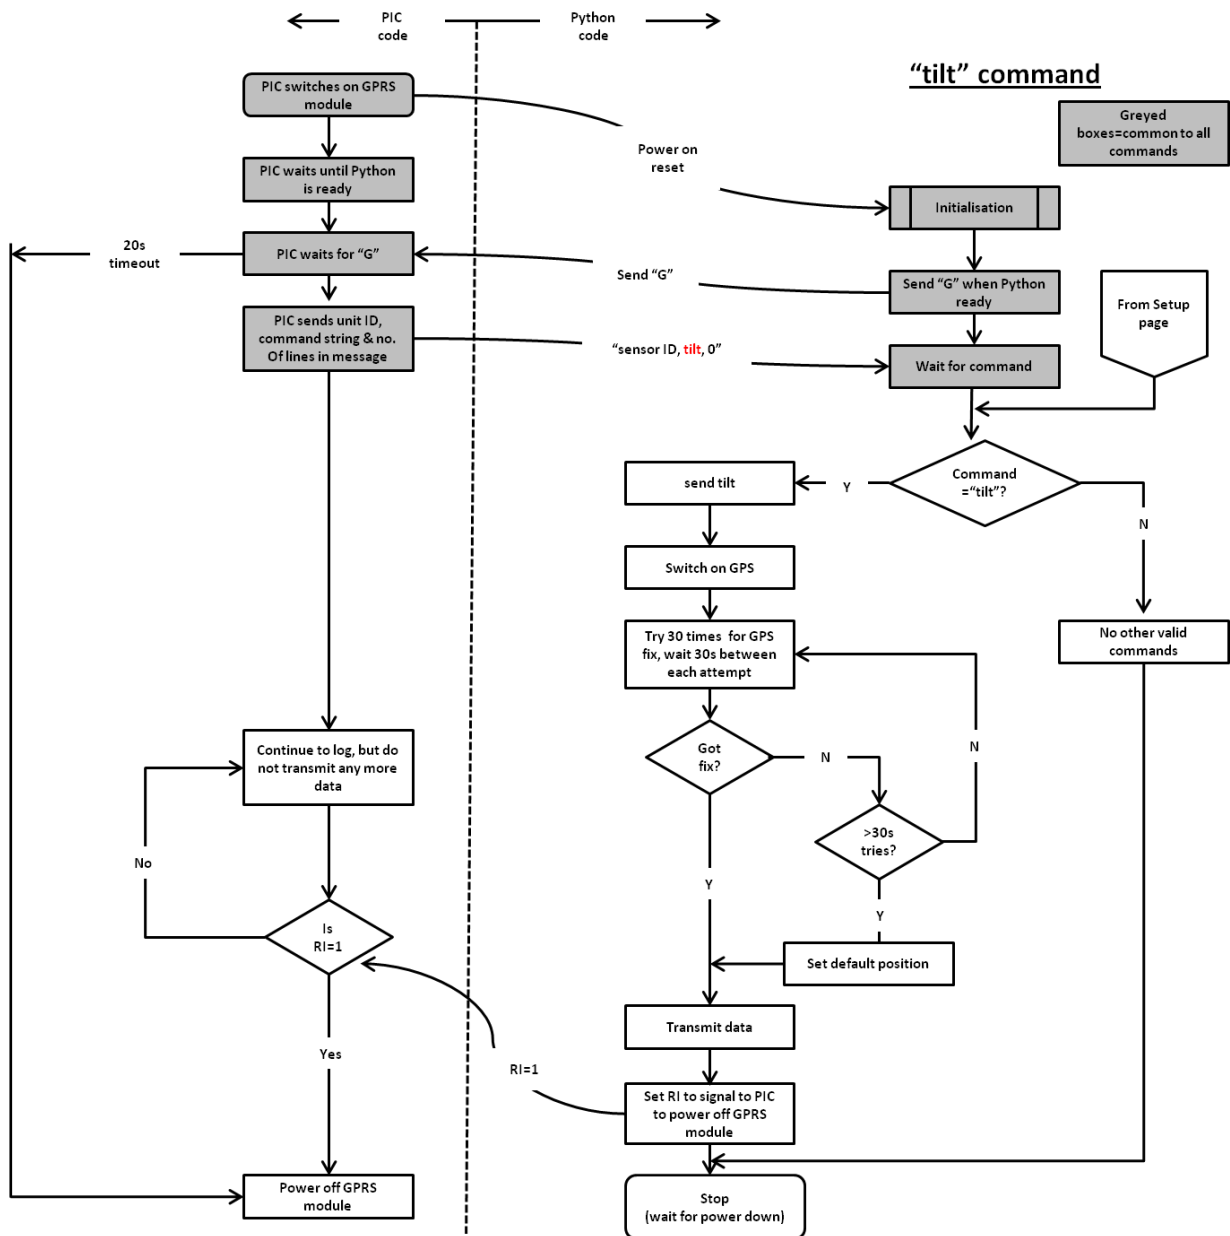 PIC
code
Python
code
"tilt" command
PIC switches on GPRS
module
Greyed
boxes=common to all
commands
Power on
reset
PIC waits until Python
is ready
Initialisation
20s
timeout
PIC waits for "G"
Send "G"
Send "G" when Python
ready
From Setup
page
PIC sends unit ID,
command string & no.
Of lines in message
"sensor ID, tilt, 0"
Wait for command
Command
="tilt"?
Y
send tilt
N
Switch on GPS
Try 30 times for GPS
fix, wait 30s between
each attempt
No other valid
commands
Continue to log, but do
not transmit any more
data
Got
fix?
N
N
>30s
tries?
No
Y
Y
Is
RI=1
Set default position
Transmit data
Yes
RI=1
Set RI to signal to PIC
to power off GPRS
module
Power off GPRS
module
Stop
(wait for power down)